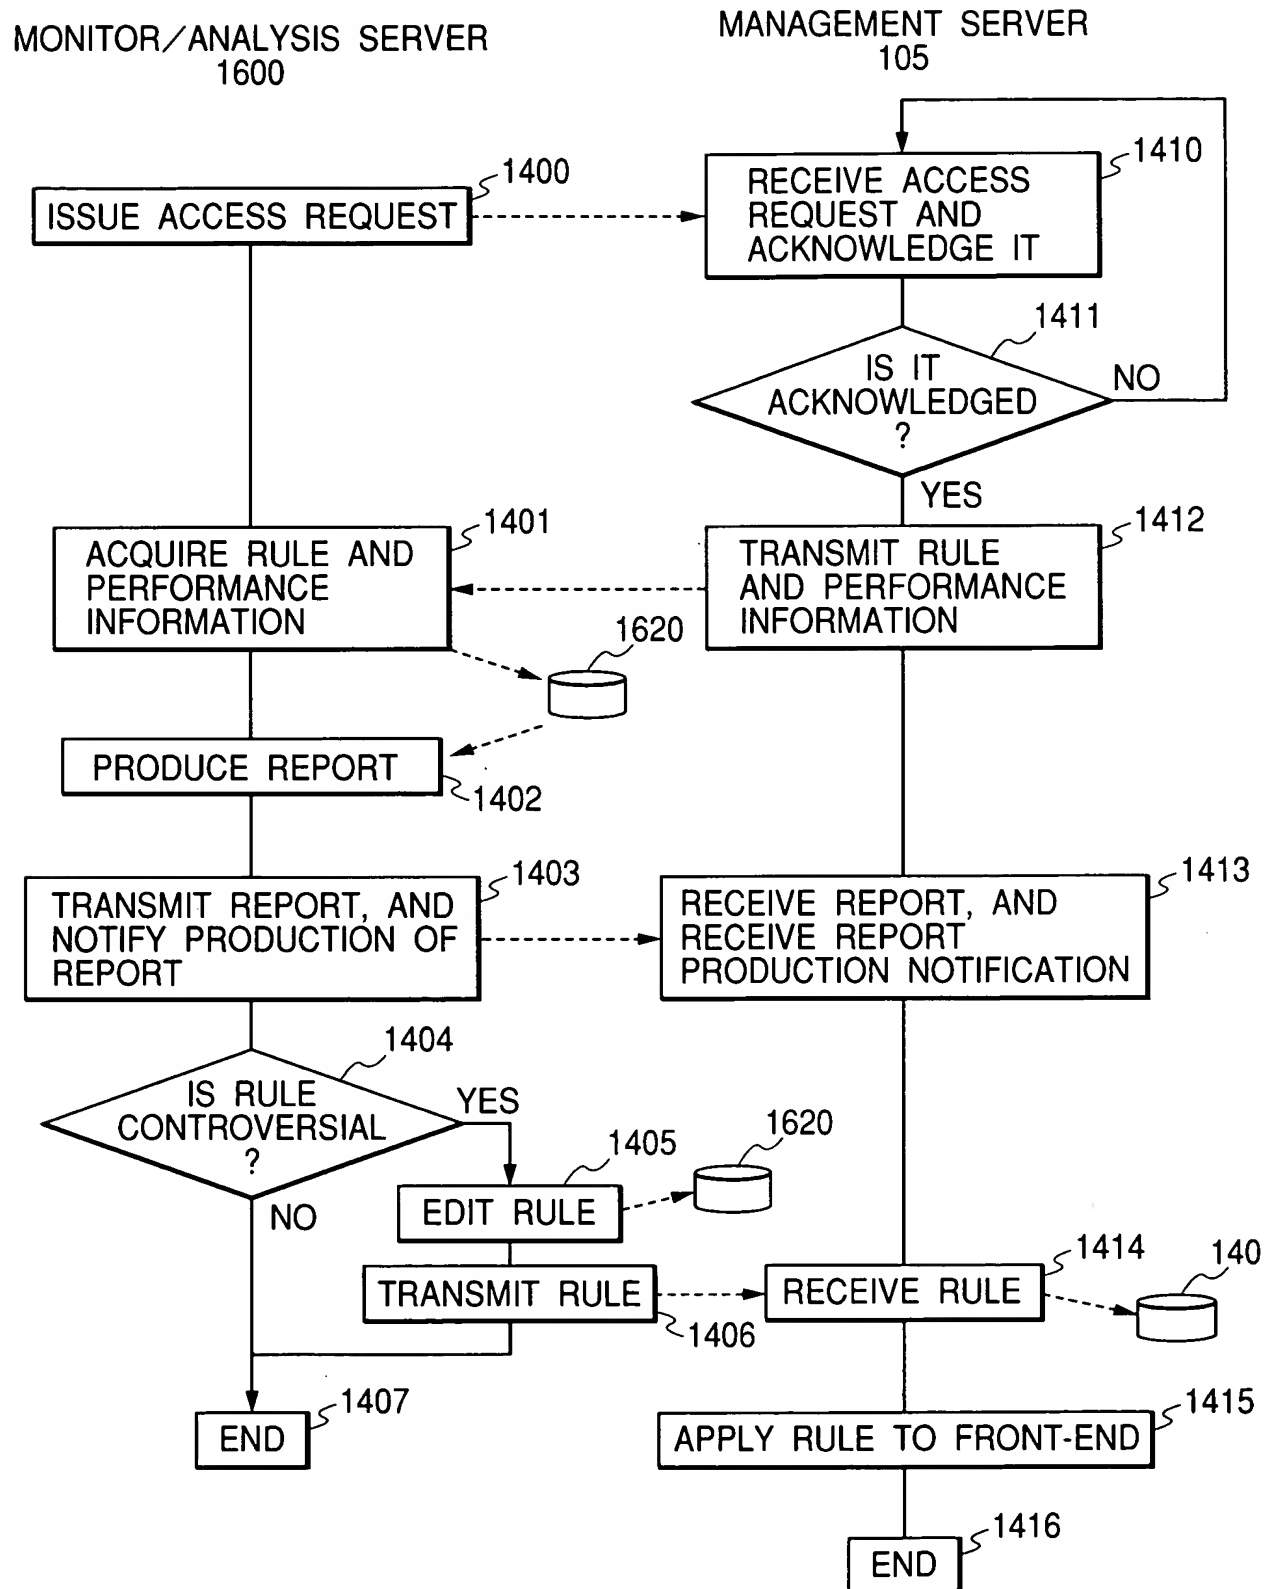 MONITOR/ANALYSIS SERVER
1600
MANAGEMENT SERVER
105
1400
ISSUE ACCESS REQUEST
1410
RECEIVE ACCESS
REQUEST AND
ACKNOWLEDGE IT
1411
IS IT
ACKNOWLEDGED
?
NO
YES
1401
ACQUIRE RULE AND
PERFORMANCE
INFORMATION
1412
TRANSMIT RULE
AND PERFORMANCE
INFORMATION
1620
PRODUCE REPORT
1402
1403
TRANSMIT REPORT, AND
NOTIFY PRODUCTION OF
REPORT
1413
RECEIVE REPORT, AND
RECEIVE REPORT
PRODUCTION NOTIFICATION
1404
IS RULE
CONTROVERSIAL
?
YES
NO
1405
EDIT RULE
1620
TRANSMIT RULE
1406
1414
RECEIVE RULE
140
1407
END
1415
APPLY RULE TO FRONT-END
1416
END